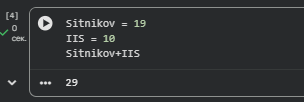 [4]
0
сек.
Sitnikov = 19
IIS = 10
Sitnikov+IIS
29